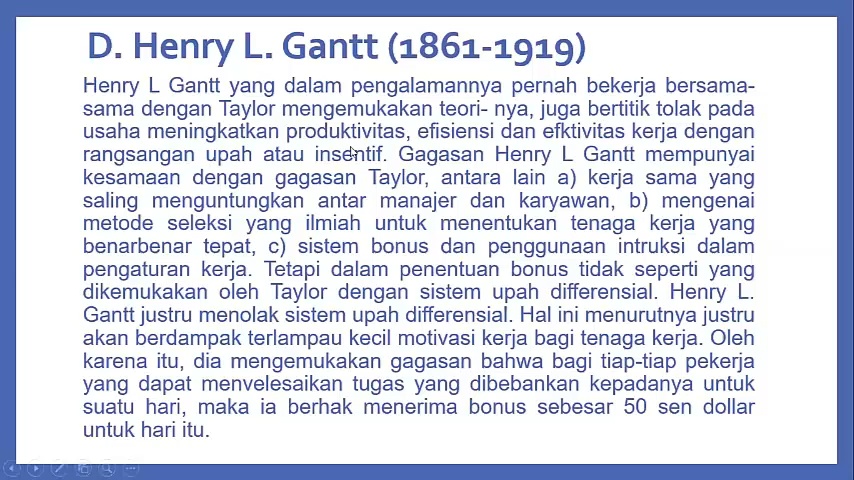 D. Henry L. Gantt (1861-1919)
Henry L Gantt yang dalam pengalamannya pernah bekerja bersama-
sama dengan Taylor mengemukakan teori- nya, juga bertitik tolak pada
usaha meningkatkan produktivitas, efisiensi dan efktivitas kerja dengan
rangsangan upah atau insentif. Gagasan Henry L Gantt mempunyai
kesamaan dengan gagasan Taylor, antara lain a) kerja sama yang
saling menguntungkan antar manajer dan karyawan, b) mengenai
metode seleksi yang ilmiah untuk menentukan tenaga kerja yang
benarbenar tepat, c) sistem bonus dan penggunaan intruksi dalam
pengaturan kerja. Tetapi dalam penentuan bonus tidak seperti yang
dikemukakan oleh Taylor dengan sistem upah differensial. Henry L.
Gantt justru menolak sistem upah differensial. Hal ini menurutnya justru
akan berdampak terlampau kecil motivasi kerja bagi tenaga kerja. Oleh
karena itu, dia mengemukakan gagasan bahwa bagi tiap-tiap pekerja
yang dapat menvelesaikan tugas yang dibebankan kepadanya untuk
suatu hari, maka ia berhak menerima bonus sebesar 50 sen dollar
untuk hari itu.